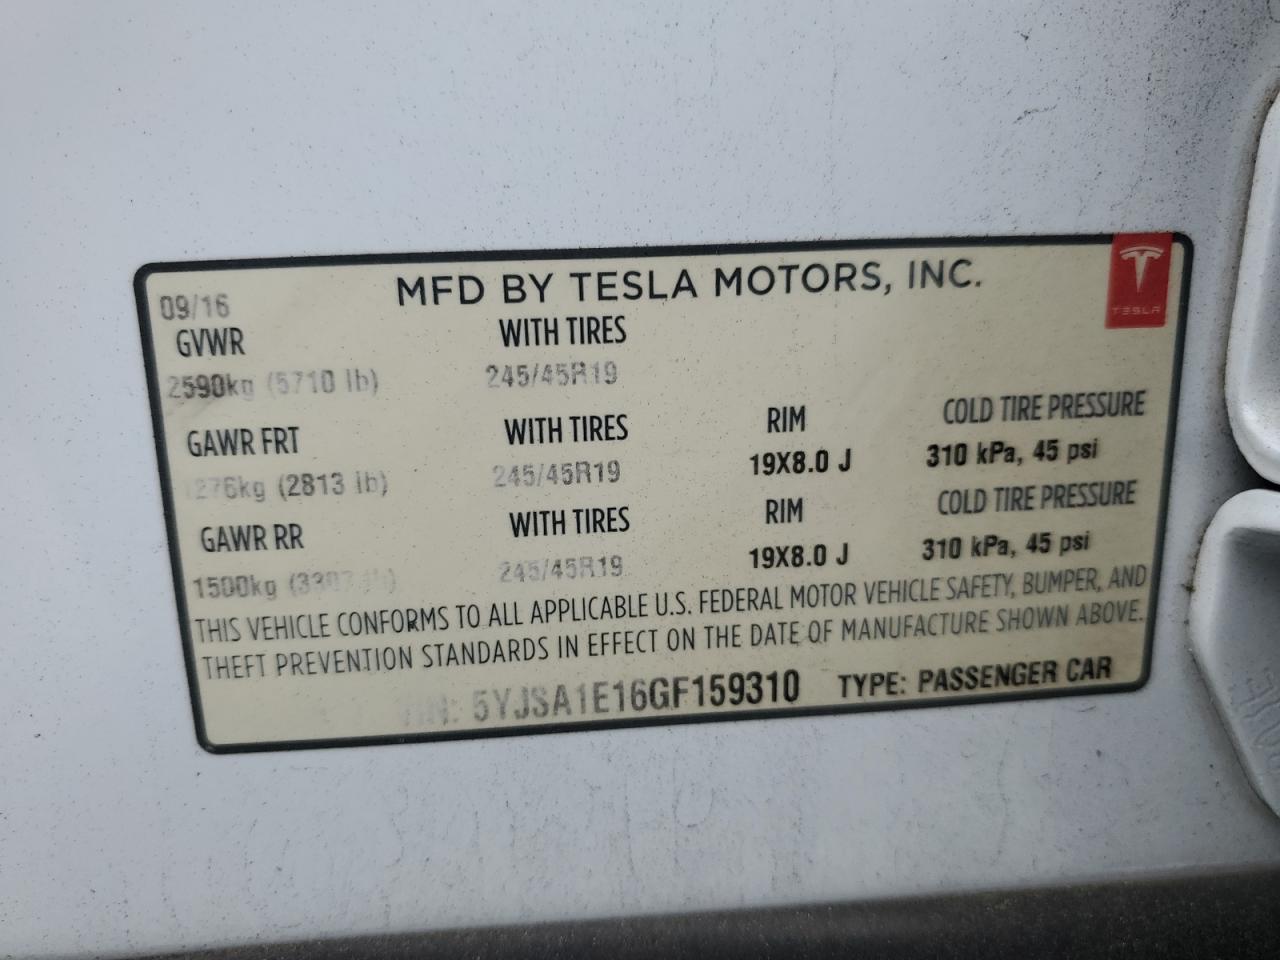 MFD BY TESLA MOTORS, INC.
TESLA
09/16
GVWR WITH TIRES
2590kg (5710 lb) 245/45R19
GAWR FRT WITH TIRES RIM COLD TIRE PRESSURE
1276kg (2813 lb) 245/45R19 19X8.0 J 310 kPa, 45 psi
GAWR RR WITH TIRES RIM COLD TIRE PRESSURE
1500kg (3307 lb) 245/45R19 19X8.0 J 310 kPa, 45 psi
THIS VEHICLE CONFORMS TO ALL APPLICABLE U.S. FEDERAL MOTOR VEHICLE SAFETY, BUMPER, AND
THEFT PREVENTION STANDARDS IN EFFECT ON THE DATE OF MANUFACTURE SHOWN ABOVE.
VIN: 5YJSA1E16GF159310 TYPE: PASSENGER CAR